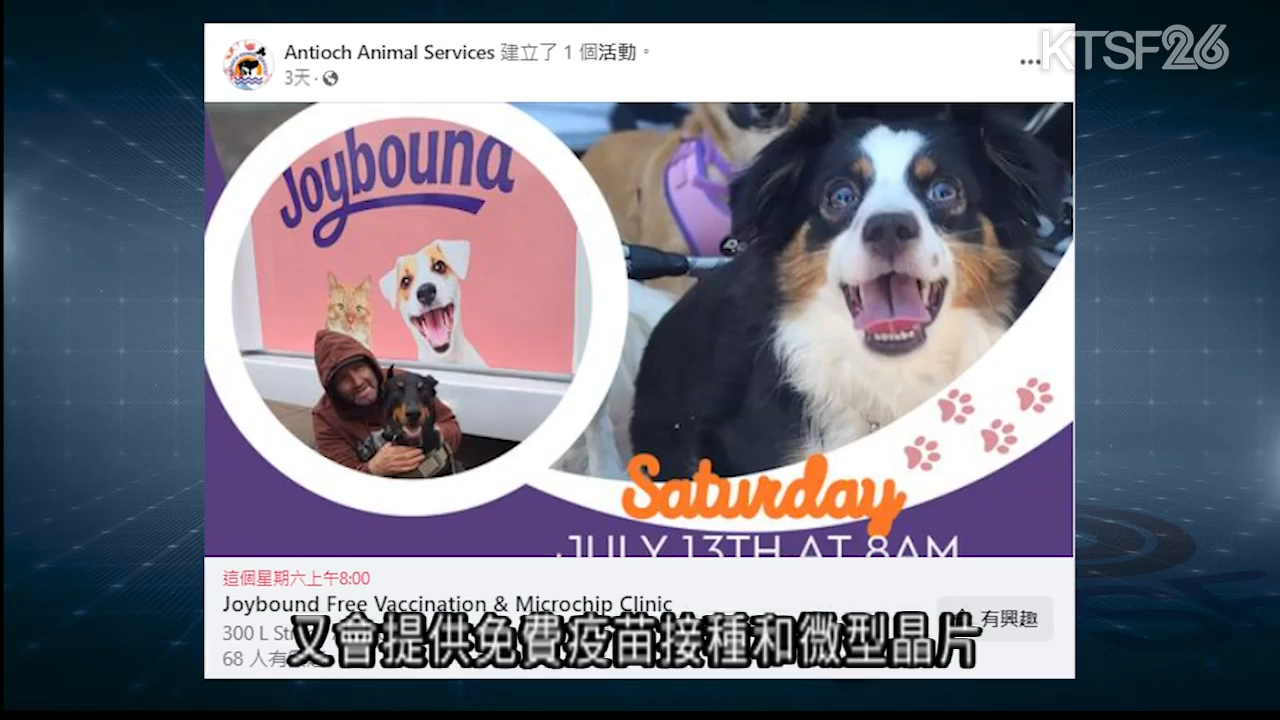 KTSF26
Antioch Animal Services 建立了 1 個活動。
3天 ·
Joybound
Saturday
JULY 13TH AT 8AM
這個星期六上午8:00
Joybound Free Vaccination & Microchip Clinic
300 L St
有興趣
68 人有
又會提供免費疫苗接種和微型晶片